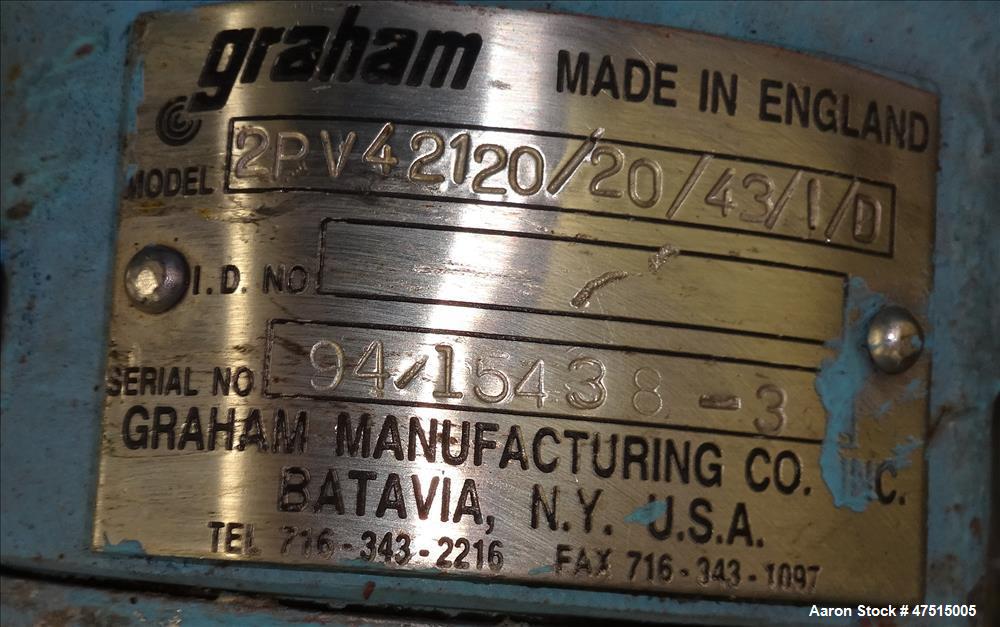 graham MADE IN ENGLAND
MODEL 2PV42120/20/43/1/D
I.D. NO
SERIAL NO 94/15438-3
GRAHAM MANUFACTURING CO. INC.
BATAVIA, N.Y. U.S.A.
TEL 716-343-2216 FAX 716-343-1097
Aaron Stock # 47515005